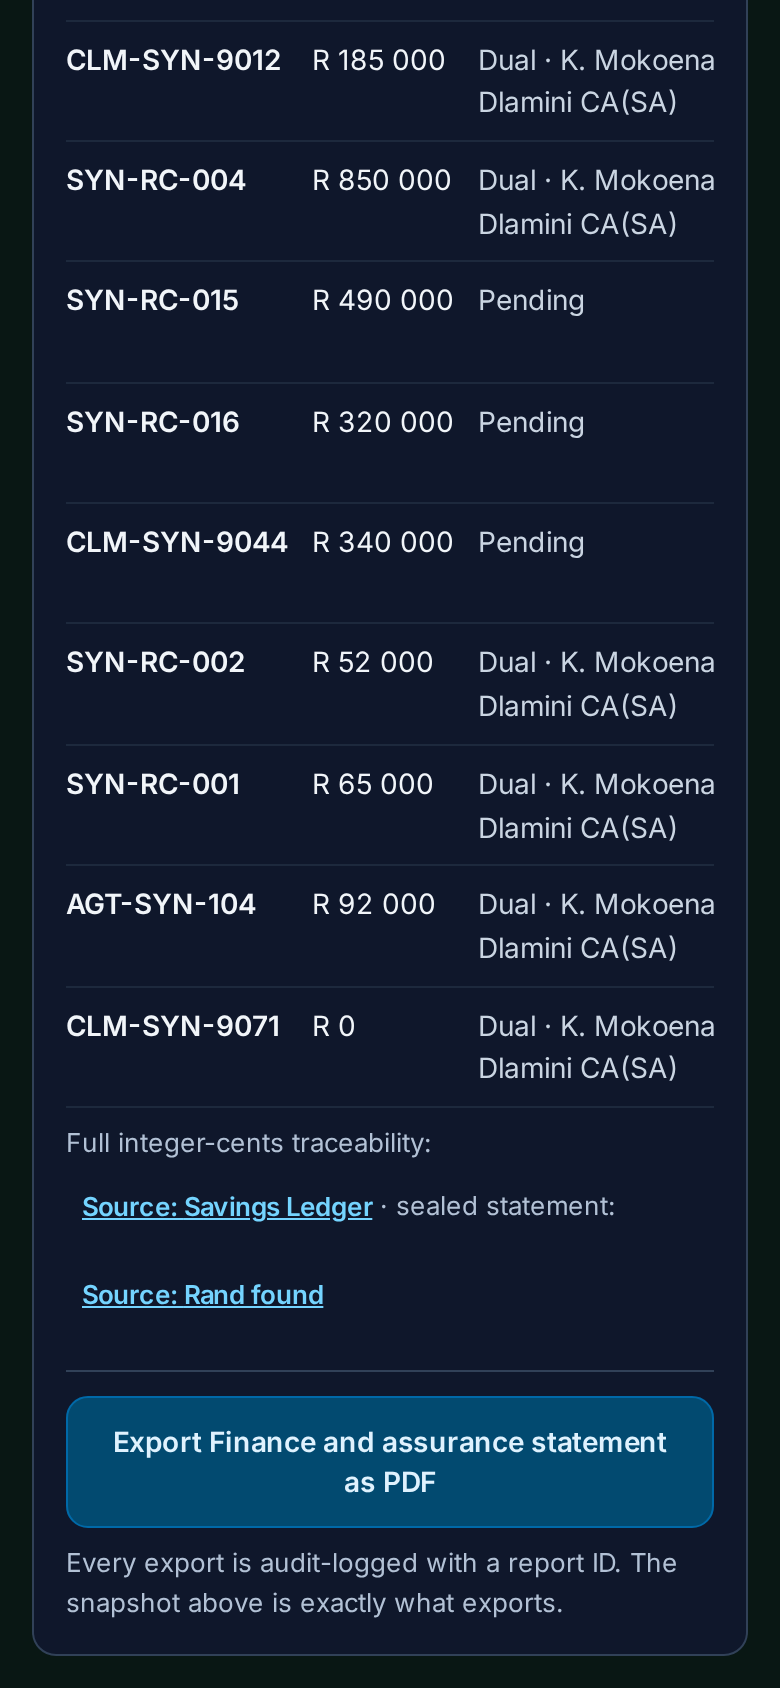 CLM-SYN-9012 R 185 000 Dual · K. Mokoena
Dlamini CA(SA)
SYN-RC-004 R 850 000 Dual · K. Mokoena
Dlamini CA(SA)
SYN-RC-015 R 490 000 Pending
SYN-RC-016 R 320 000 Pending
CLM-SYN-9044 R 340 000 Pending
SYN-RC-002 R 52 000 Dual · K. Mokoena
Dlamini CA(SA)
SYN-RC-001 R 65 000 Dual · K. Mokoena
Dlamini CA(SA)
AGT-SYN-104 R 92 000 Dual · K. Mokoena
Dlamini CA(SA)
CLM-SYN-9071 R 0 Dual · K. Mokoena
Dlamini CA(SA)
Full integer-cents traceability:
Source: Savings Ledger · sealed statement:
Source: Rand found
Export Finance and assurance statement
as PDF
Every export is audit-logged with a report ID. The
snapshot above is exactly what exports.